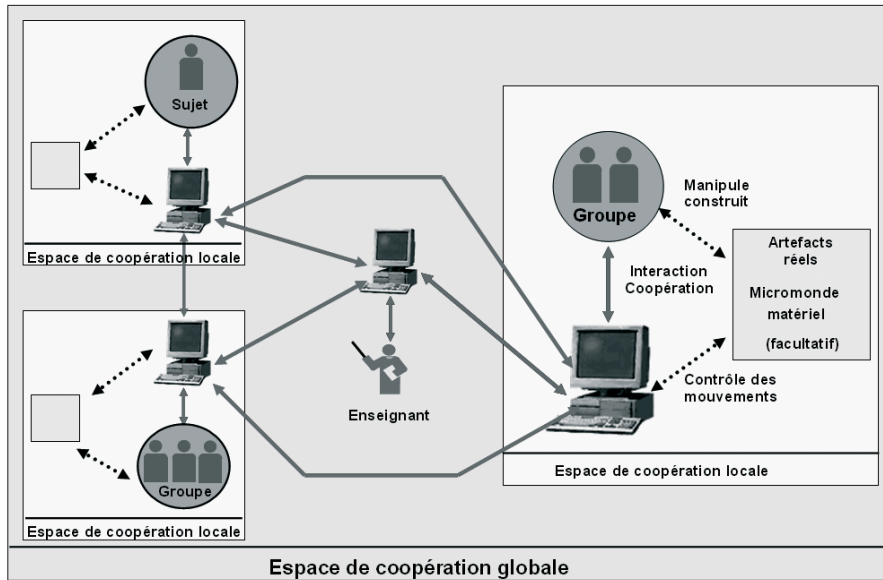 Sujet
Espace de coopération locale
Groupe
Espace de coopération locale
Enseignant
Groupe
Manipule
construit
Interaction
Coopération
Artefacts
réels
Micromonde
matériel
(facultatif)
Contrôle des
mouvements
Espace de coopération locale
Espace de coopération globale